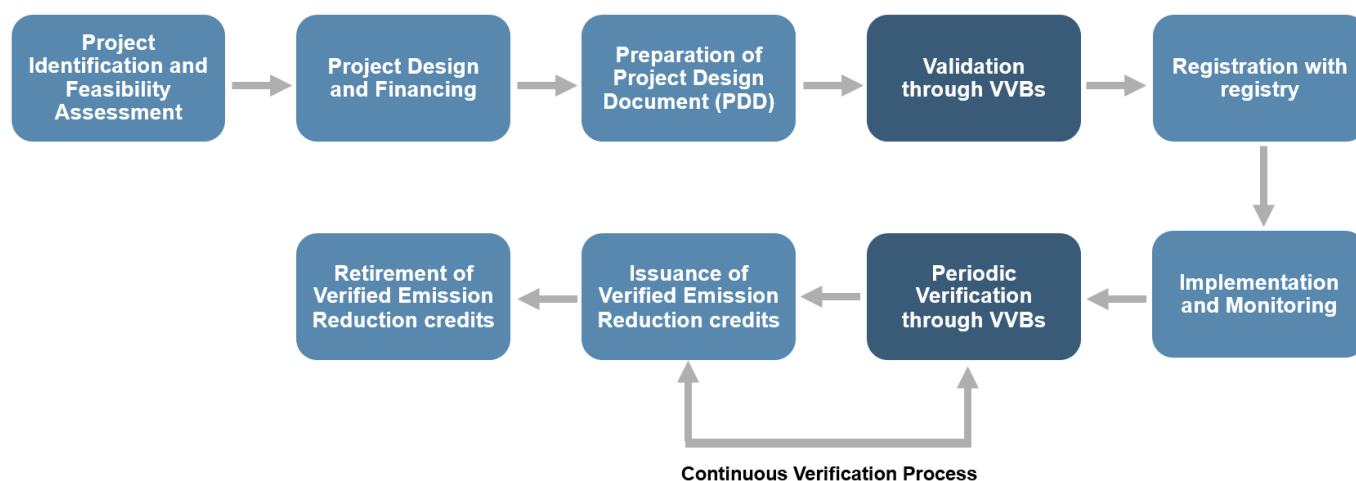 Project
Identification and
Feasibility
Assessment
Project Design
and Financing
Preparation of
Project Design
Document (PDD)
Validation
through VVBs
Registration with
registry
Retirement of
Verified Emission
Reduction credits
Issuance of
Verified Emission
Reduction credits
Periodic
Verification
through VVBs
Implementation
and Monitoring
Continuous Verification Process